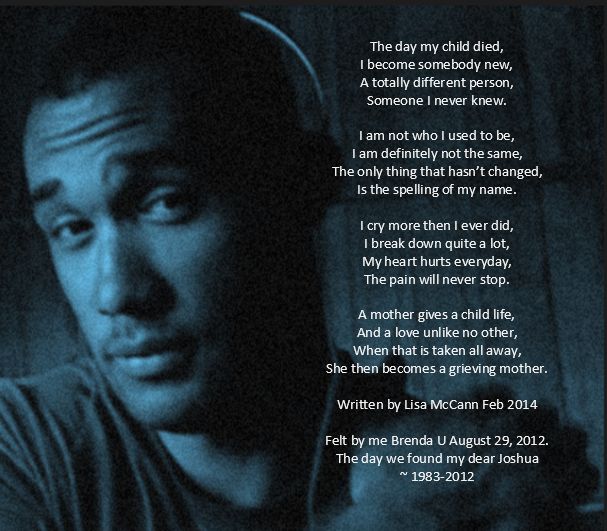 The day my child died,
I become somebody new,
A totally different person,
Someone I never knew.
I am not who I used to be,
I am definitely not the same,
The only thing that hasn't changed,
Is the spelling of my name.
I cry more then I ever did,
I break down quite a lot,
My heart hurts everyday,
The pain will never stop.
A mother gives a child life,
And a love unlike no other,
When that is taken all away,
She then becomes a grieving mother.
Written by Lisa McCann Feb 2014
Felt by me Brenda U August 29, 2012.
The day we found my dear Joshua
~ 1983-2012